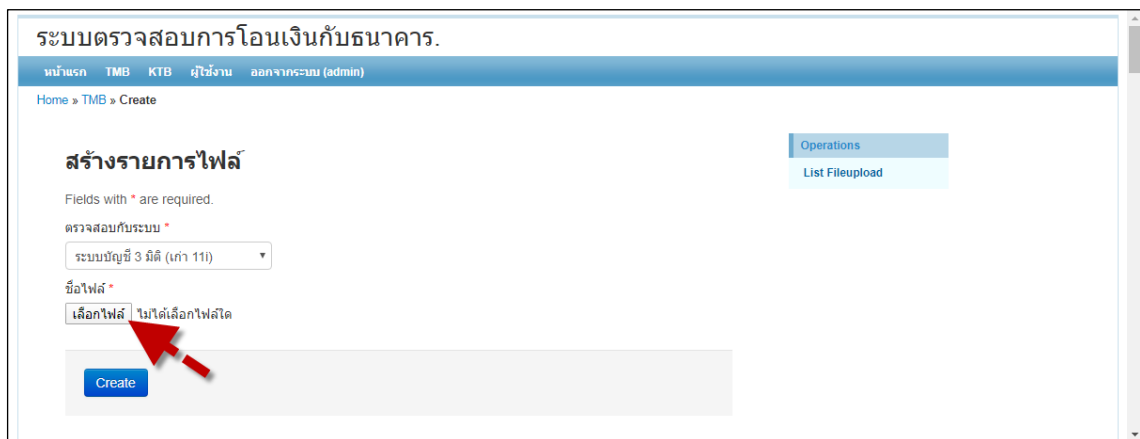 ระบบตรวจสอบการโอนเงินกับธนาคาร.
หน้าแรก TMB KTB ผู้ใช้งาน ออกจากระบบ (admin)
Home » TMB » Create
สร้างรายการไฟล์
Operations
List Fileupload
Fields with * are required.
ตรวจสอบกับระบบ *
ระบบบัญชี 3 มิติ (เก่า 11i)
ชื่อไฟล์ *
เลือกไฟล์ ไม่ได้เลือกไฟล์ใด
Create